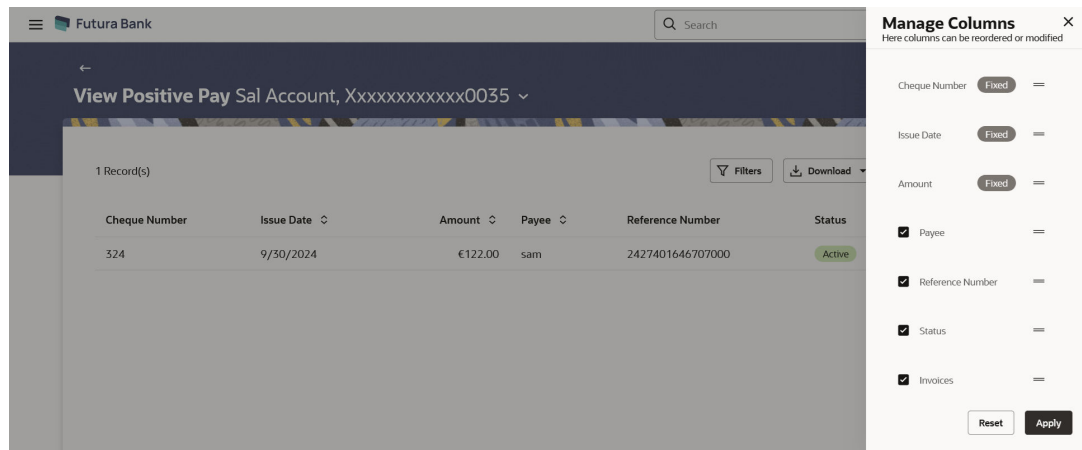 Futura Bank
Search
Manage Columns
Here columns can be reordered or modified
View Positive Pay Sal Account, Xxxxxxxxxxxx0035
1 Record(s)
Filters
Download
Cheque Number Issue Date Amount Payee Reference Number Status
324 9/30/2024 €122.00 sam 2427401646707000 Active
Cheque Number Fixed
Issue Date Fixed
Amount Fixed
Payee
Reference Number
Status
Invoices
Reset Apply